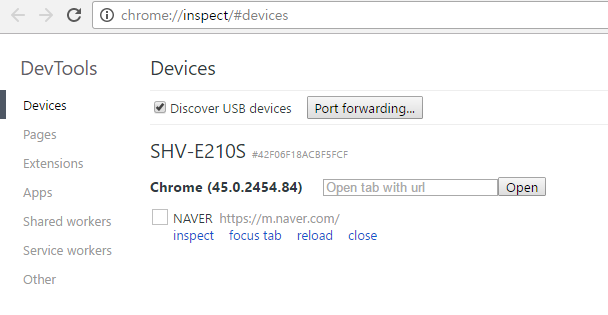 chrome://inspect/#devices
DevTools
Devices
Pages
Extensions
Apps
Shared workers
Service workers
Other
Devices
Discover USB devices Port forwarding...
SHV-E210S #42F06F18ACBF5FCF
Chrome (45.0.2454.84) Open tab with url Open
NAVER https://m.naver.com/
inspect focus tab reload close